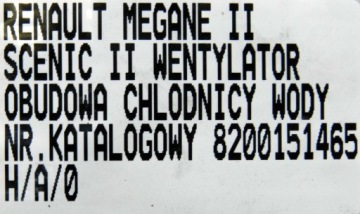 RENAULT MEGANE II
SCENIC II WENTYLATOR
OBUDOWA CHLODNICY WODY
NR.KATALOGOWY 8200151465
H/A/0